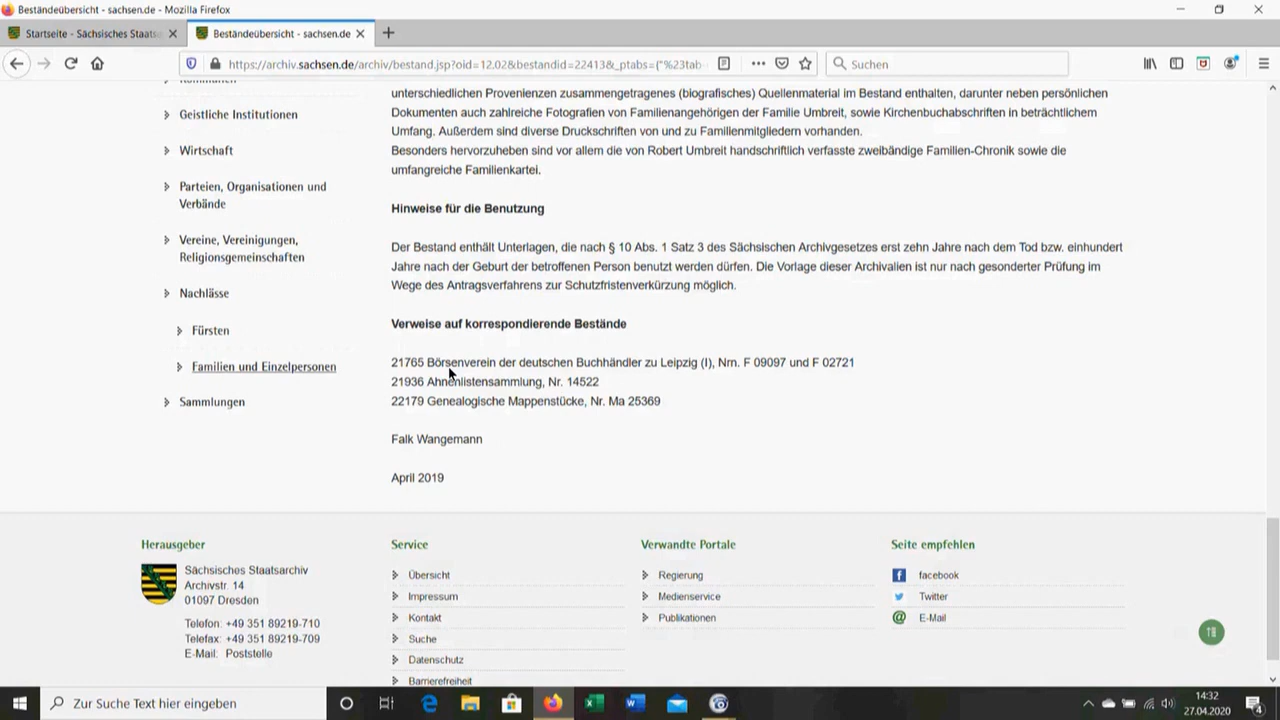 Beständeübersicht - sachsen.de - Mozilla Firefox
Startseite - Sächsisches Staats
Beständeübersicht - sachsen.de
https://archiv.sachsen.de/archiv/bestand.jsp?oid=12.02&bestandid=22413&_ptabs={"%23tab
Suchen
unterschiedlichen Provenienzen zusammengetragenes (biografisches) Quellenmaterial im Bestand enthalten, darunter neben persönlichen
Dokumenten auch zahlreiche Fotografien von Familienangehörigen der Familie Umbreit, sowie Kirchenbuchabschriften in beträchtlichem
Umfang. Außerdem sind diverse Druckschriften von und zu Familienmitgliedern vorhanden.
Besonders hervorzuheben sind vor allem die von Robert Umbreit handschriftlich verfasste zweibändige Familien-Chronik sowie die
umfangreiche Familienkartei.
Hinweise für die Benutzung
Der Bestand enthält Unterlagen, die nach § 10 Abs. 1 Satz 3 des Sächsischen Archivgesetzes erst zehn Jahre nach dem Tod bzw. einhundert
Jahre nach der Geburt der betroffenen Person benutzt werden dürfen. Die Vorlage dieser Archivalien ist nur nach gesonderter Prüfung im
Wege des Antragsverfahrens zur Schutzfristenverkürzung möglich.
Verweise auf korrespondierende Bestände
21765 Börsenverein der deutschen Buchhändler zu Leipzig (I), Nrn. F 09097 und F 02721
21936 Ahnenlistensammlung, Nr. 14522
22179 Genealogische Mappenstücke, Nr. Ma 25369
Falk Wangemann
April 2019
Kommunen
Geistliche Institutionen
Wirtschaft
Parteien, Organisationen und
Verbände
Vereine, Vereinigungen,
Religionsgemeinschaften
Nachlässe
Fürsten
Familien und Einzelpersonen
Sammlungen
Herausgeber
Sächsisches Staatsarchiv
Archivstr. 14
01097 Dresden
Telefon: +49 351 89219-710
Telefax: +49 351 89219-709
E-Mail: Poststelle
Service
Übersicht
Impressum
Kontakt
Suche
Datenschutz
Barrierefreiheit
Verwandte Portale
Regierung
Medienservice
Publikationen
Seite empfehlen
facebook
Twitter
E-Mail
Zur Suche Text hier eingeben
14:32
27.04.2020
4